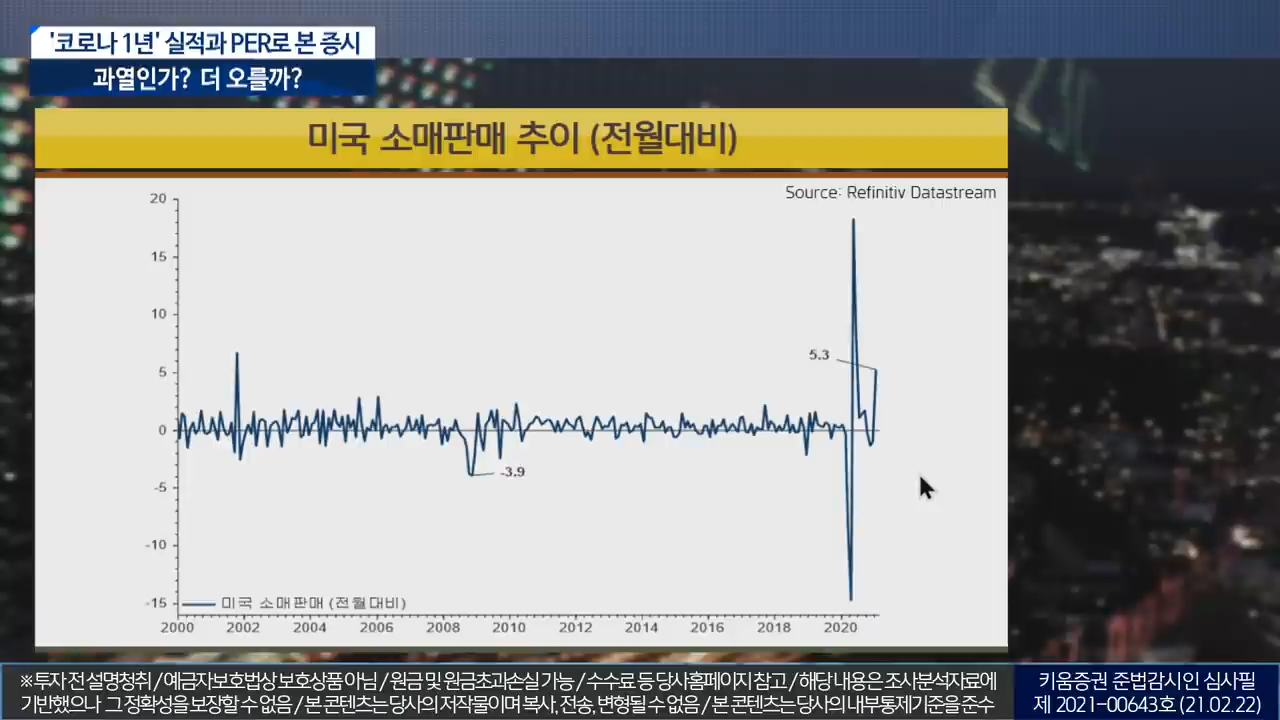 '코로나 1년' 실적과 PER로 본 증시
과열인가? 더 오를까?
미국 소매판매 추이 (전월대비)
Source: Refinitiv Datastream
20
15
10
5
0
-5
-10
-15
5.3
-3.9
미국 소매판매 (전월대비)
2000 2002 2004 2006 2008 2010 2012 2014 2016 2018 2020
※ 투자 전 설명청취 / 예금자보호법상 보호상품 아님 / 원금 및 원금초과손실 가능 / 수수료 등 당사홈페이지 참고 / 해당 내용은 조사분석자료에
기반했으나 그 정확성을 보장할 수 없음 / 본 콘텐츠는 당사의 저작물이며 복사, 전송, 변형될 수 없음 / 본 콘텐츠는 당사의 내부통제기준을 준수
키움증권 준법감시인 심사필
제 2021-00643호 (21.02.22)